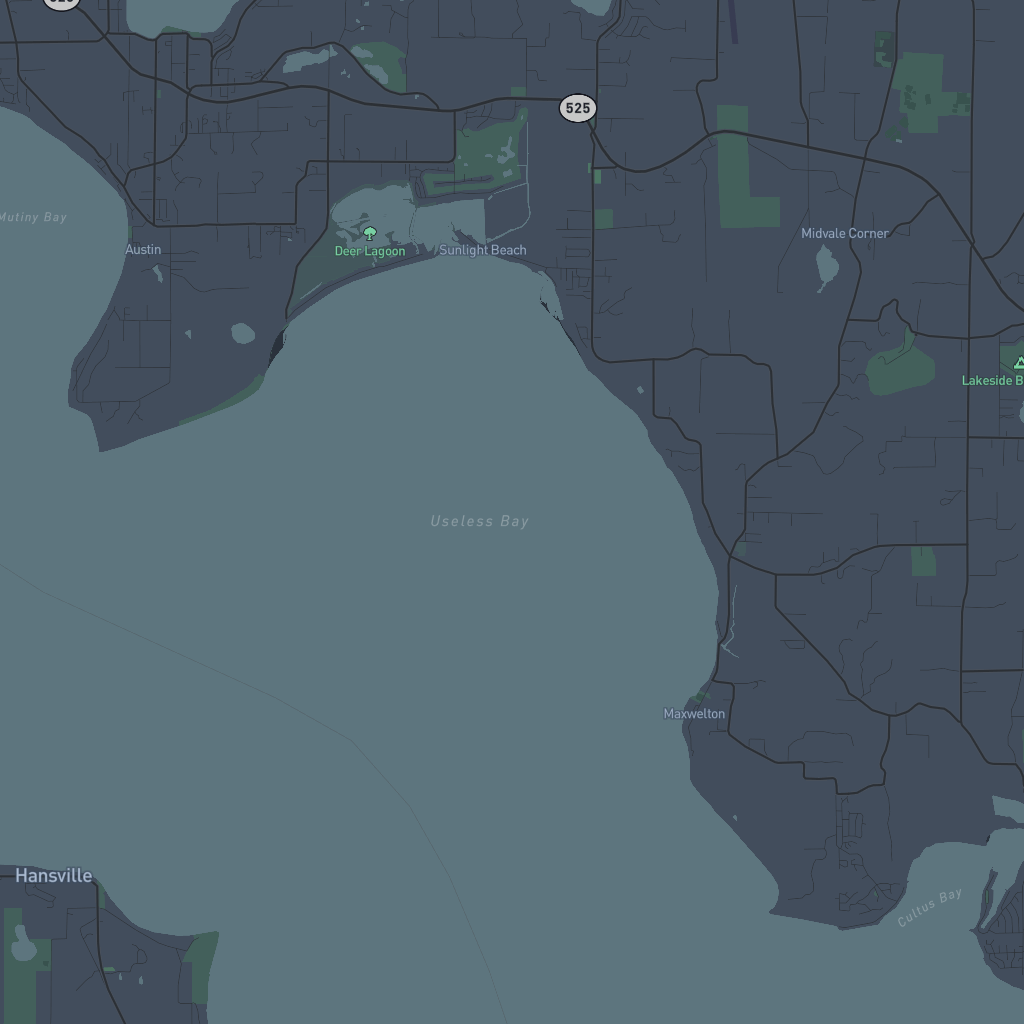 525
Mutiny Bay
Austin
Deer Lagoon
Sunlight Beach
Midvale Corner
Lakeside B
Useless Bay
Maxwelton
Hansville
Cultus Bay